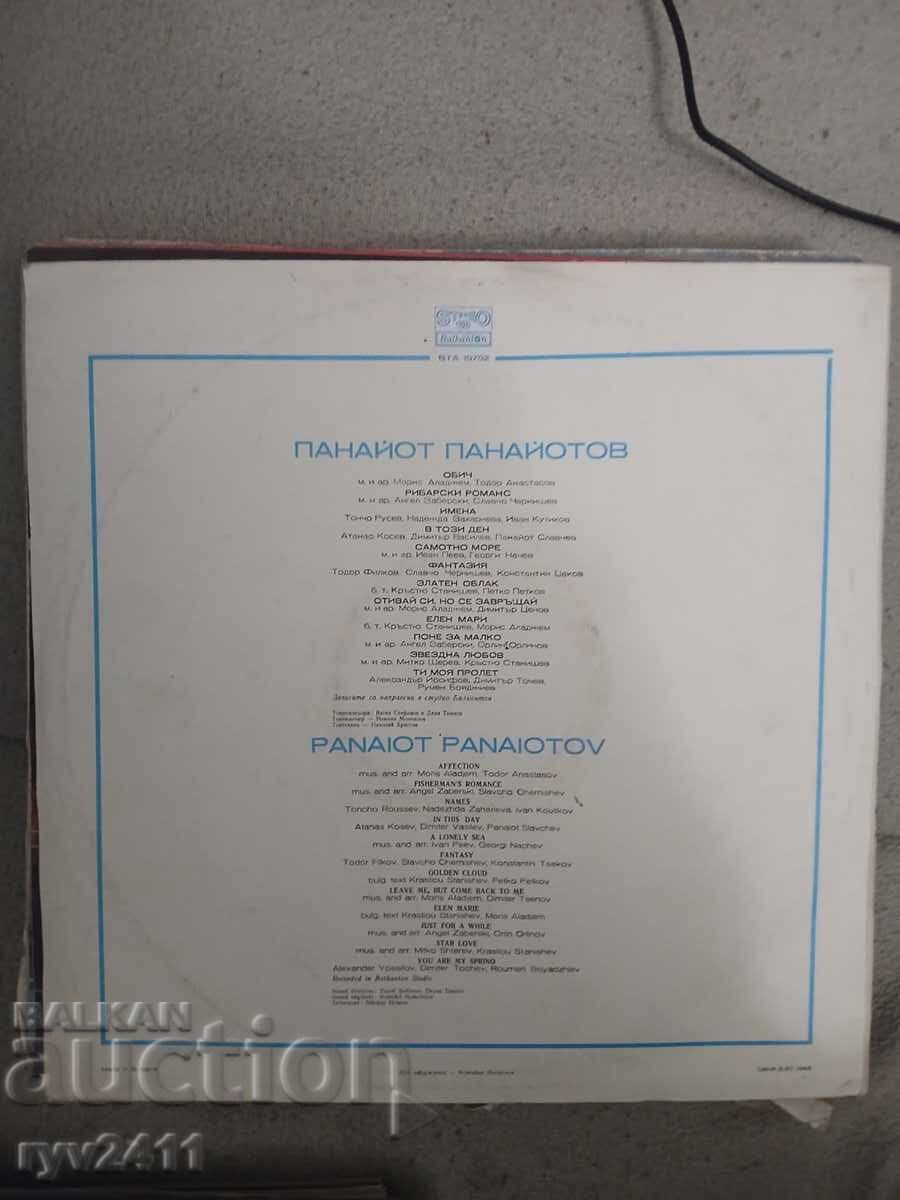 STEREO
Balkanton
ВТА 10702
ПАНАЙОТ ПАНАЙОТОВ
ОБИЧ
м. и ар. Морис Аладжем, Тодор Анастасов
РИБАРСКИ РОМАНС
м. и ар. Ангел Заберски, Славчо Чернишев
ИМЕНА
Тончо Русев, Надежда Захариева, Иван Кутиков
В ТОЗИ ДЕН
Атанас Косев, Димитър Василев, Панайот Славчев
САМОТНО МОРЕ
м. и ар. Иван Пеев, Георги Начев
ФАНТАЗИЯ
Тодор Филков, Славчо Чернишев, Константин Цеков
ЗЛАТЕН ОБЛАК
б. т. Кръстю Станишев, Петко Петков
ОТИВАЙ СИ, НО СЕ ЗАВРЪЩАЙ
м. и ар. Морис Аладжем, Димитър Ценов
ЕЛЕН МАРИ
б. т. Кръстю Станишев, Морис Аладжем
ПОНЕ ЗА МАЛКО
м. и ар. Ангел Заберски, Орлин Орлинов
ЗВЕЗДНА ЛЮБОВ
м. и ар. Митко Щерев, Кръстю Станишев
ТИ МОЯ ПРОЛЕТ
Александър Йосифов, Димитър Точев,
Румен Бояджиев
Записите са направени в студио Балкантон
PANAIOT PANAIOTOV
AFFECTION
mus. and arr. Moris Aladjem, Todor Anastasov
FISHERMAN'S ROMANCE
mus. and arr. Angel Zaberski, Slavcho Chernishev
NAMES
Toncho Roussev, Nadezhda Zaharieva, Ivan Koutikov
IN THIS DAY
Atanas Kosev, Dimiter Vasilev, Panaiot Slavchev
A LONELY SEA
mus. and arr. Ivan Peev, Georgi Nachev
FANTASY
Todor Filkov, Slavcho Chernishev, Konstantin Tsekov
GOLDEN CLOUD
bulg. text Krastiou Stanishev, Petko Petkov
LEAVE ME, BUT COME BACK TO ME
mus. and arr. Moris Aladjem, Dimiter Tsenov
ELEN MARIE
bulg. text Krastiou Stanishev, Moris Aladjem
JUST FOR A WHILE
mus. and arr. Angel Zaberski, Orlin Orlinov
STAR LOVE
mus. and arr. Mitko Shterev, Krastiou Stanishev
YOU ARE MY SPRING
Alexander Yossifov, Dimiter Tochev, Roumen Boyadzhiev
Recorded in Balkanton Studio
BALKAN
auction
ryv2411